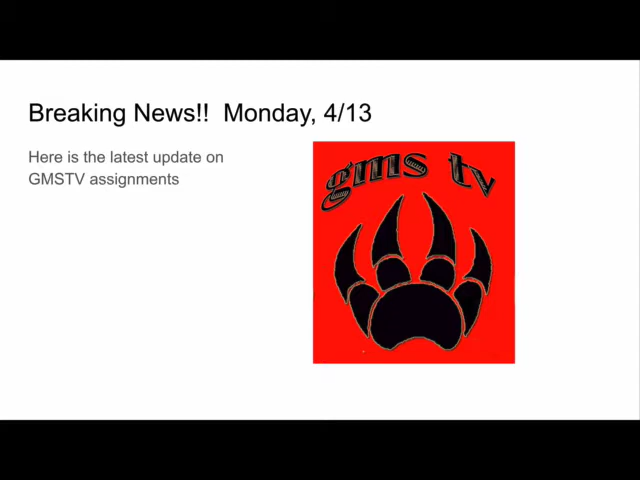 Breaking News!!  Monday, 4/13
Here is the latest update on
GMSTV assignments
gms tv